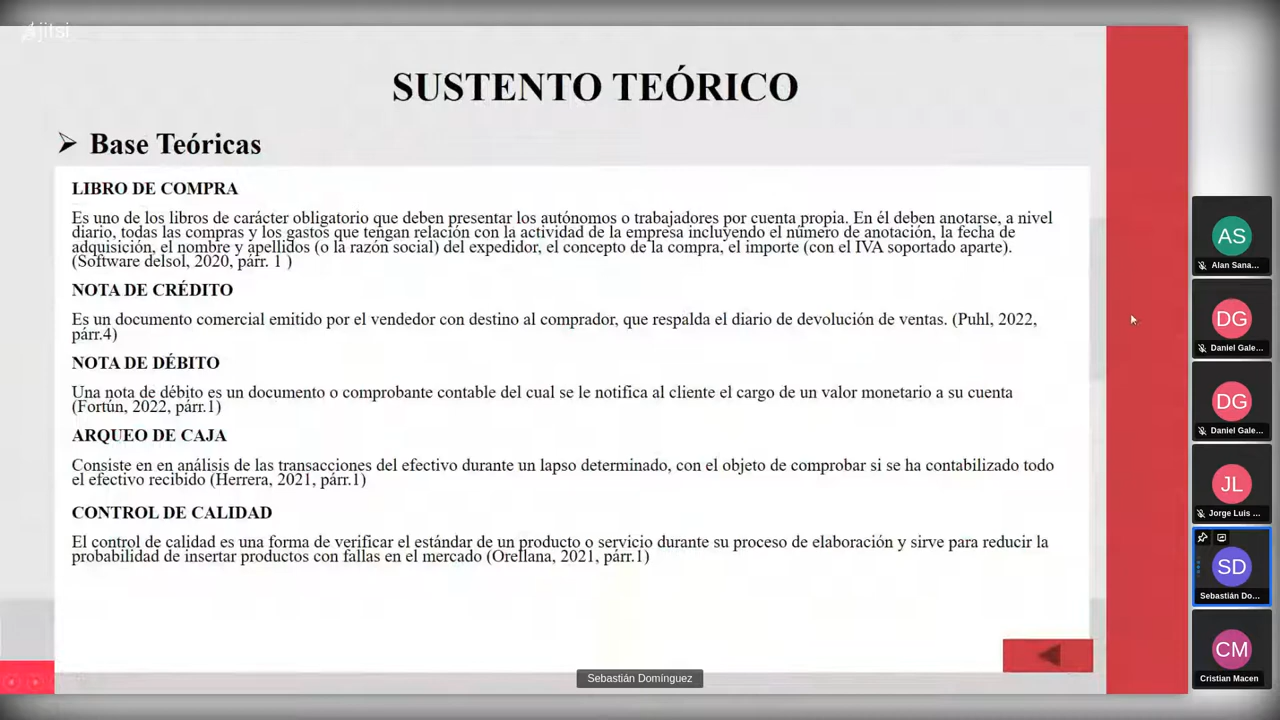 jitsi
SUSTENTO TEÓRICO
Base Teóricas
LIBRO DE COMPRA
Es uno de los libros de carácter obligatorio que deben presentar los autónomos o trabajadores por cuenta propia. En él deben anotarse, a nivel
diario, todas las compras y los gastos que tengan relación con la actividad de la empresa incluyendo el número de anotación, la fecha de
adquisición, el nombre y apellidos (o la razón social) del expedidor, el concepto de la compra, el importe (con el IVA soportado aparte).
(Software delsol, 2020, párr. 1 )
NOTA DE CRÉDITO
Es un documento comercial emitido por el vendedor con destino al comprador, que respalda el diario de devolución de ventas. (Puhl, 2022,
párr.4)
NOTA DE DÉBITO
Una nota de débito es un documento o comprobante contable del cual se le notifica al cliente el cargo de un valor monetario a su cuenta
(Fortún, 2022, párr.1)
ARQUEO DE CAJA
Consiste en en análisis de las transacciones del efectivo durante un lapso determinado, con el objeto de comprobar si se ha contabilizado todo
el efectivo recibido (Herrera, 2021, párr.1)
CONTROL DE CALIDAD
El control de calidad es una forma de verificar el estándar de un producto o servicio durante su proceso de elaboración y sirve para reducir la
probabilidad de insertar productos con fallas en el mercado (Orellana, 2021, párr.1)
Sebastián Domínguez
AS
Alan Sana...
DG
Daniel Gale...
DG
Daniel Gale...
JL
Jorge Luis ...
SD
Sebastián Do...
CM
Cristian Macen